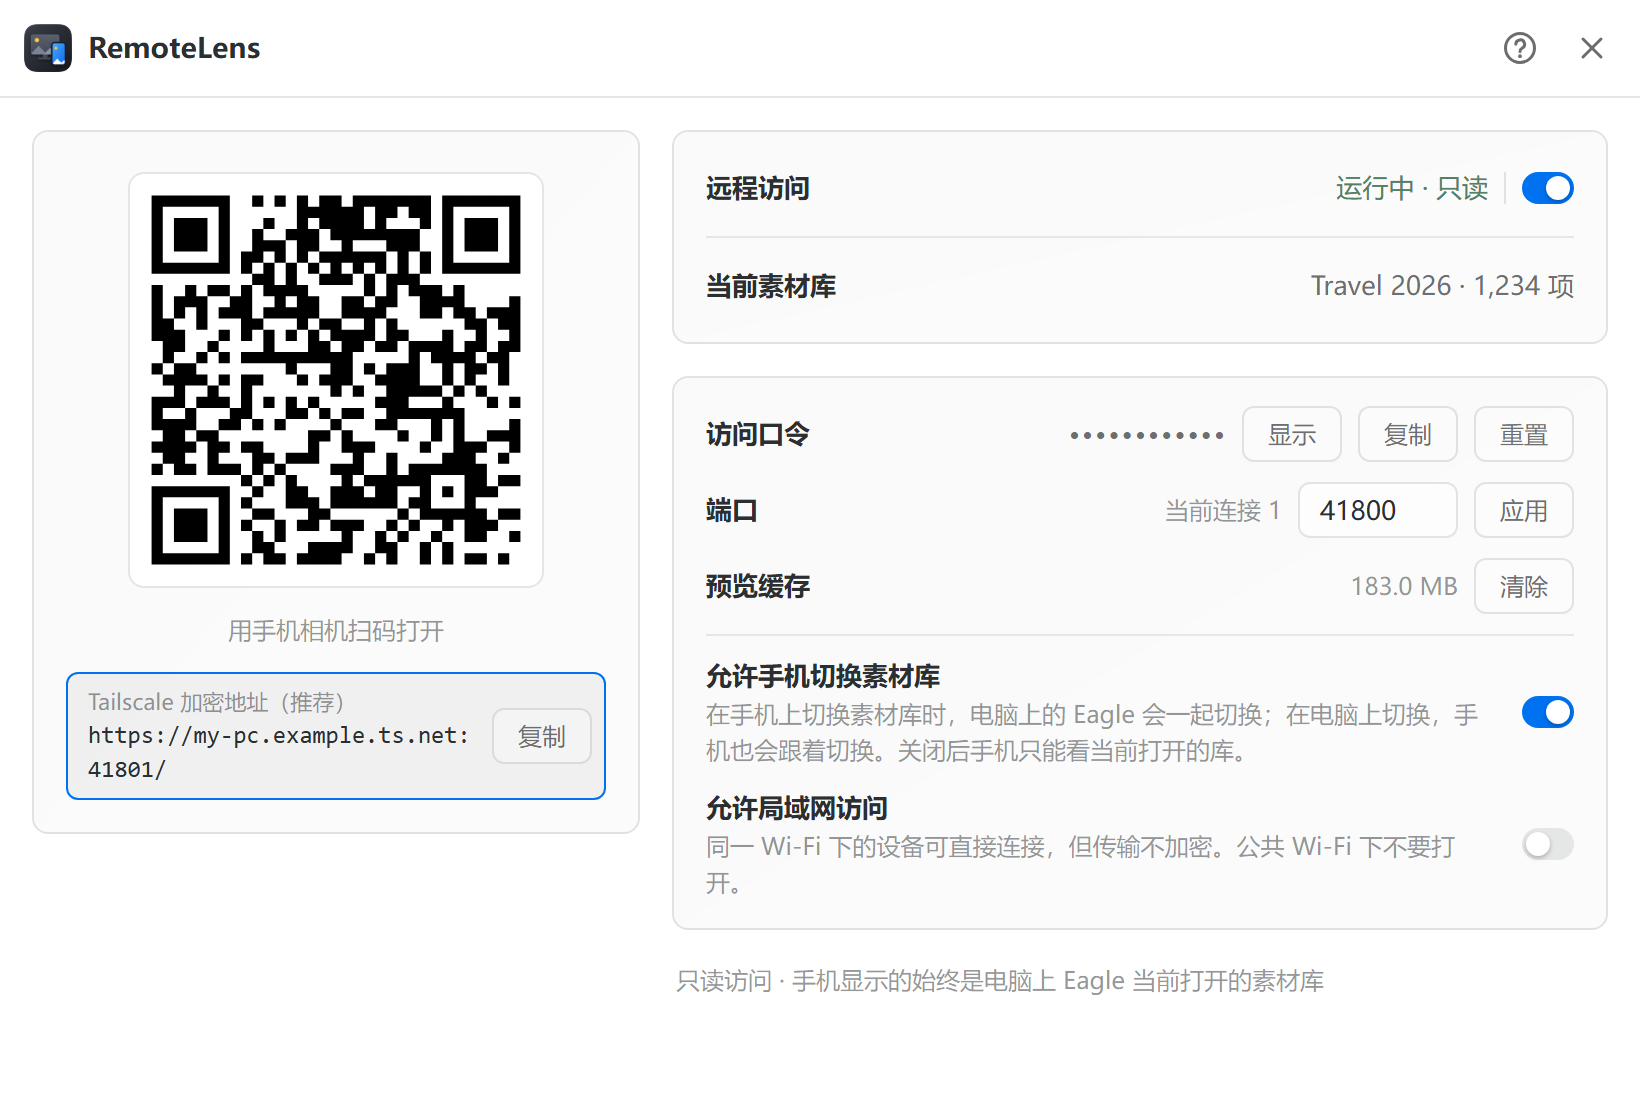 RemoteLens
用手机相机扫码打开
Tailscale 加密地址（推荐）
https://my-pc.example.ts.net:
41801/
复制
远程访问
运行中 · 只读
当前素材库
Travel 2026 · 1,234 项
访问口令
••••••••••••
显示
复制
重置
端口
当前连接 1
41800
应用
预览缓存
183.0 MB
清除
允许手机切换素材库
在手机上切换素材库时，电脑上的 Eagle 会一起切换；在电脑上切换，手
机也会跟着切换。关闭后手机只能看当前打开的库。
允许局域网访问
同一 Wi-Fi 下的设备可直接连接，但传输不加密。公共 Wi-Fi 下不要打
开。
只读访问 · 手机显示的始终是电脑上 Eagle 当前打开的素材库